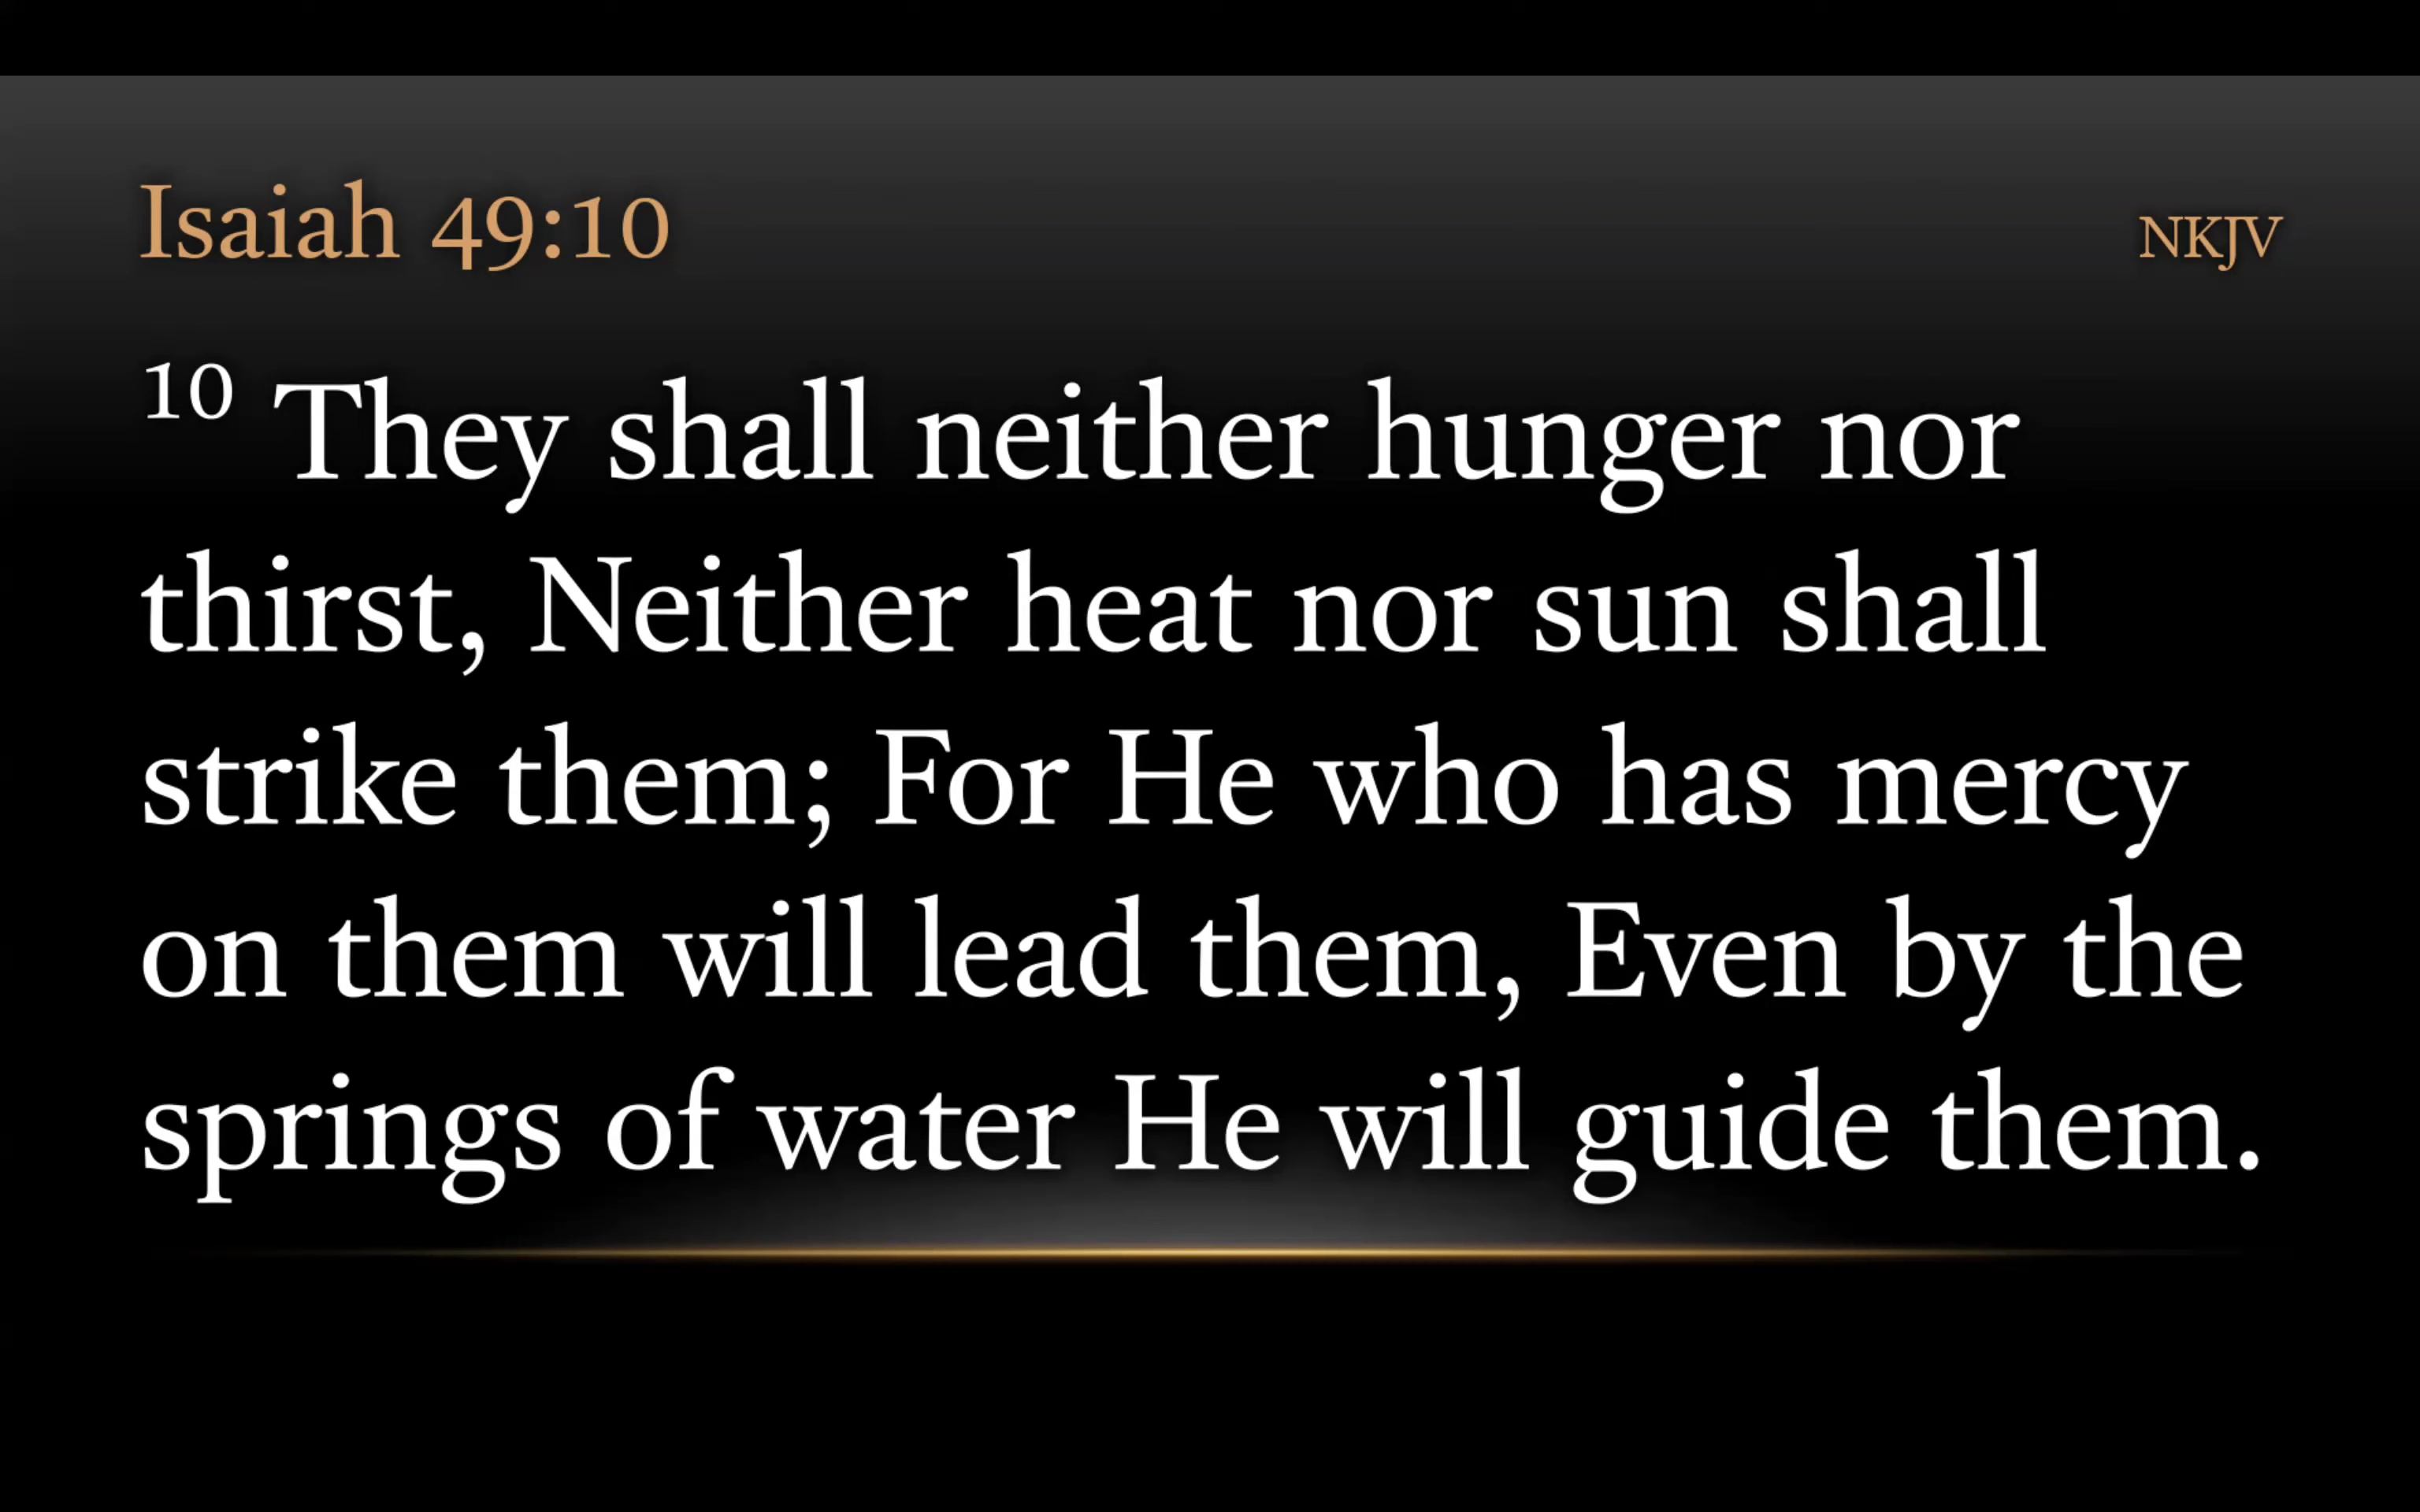 Isaiah 49:10 NKJV
10 They shall neither hunger nor
thirst, Neither heat nor sun shall
strike them; For He who has mercy
on them will lead them, Even by the
springs of water He will guide them.